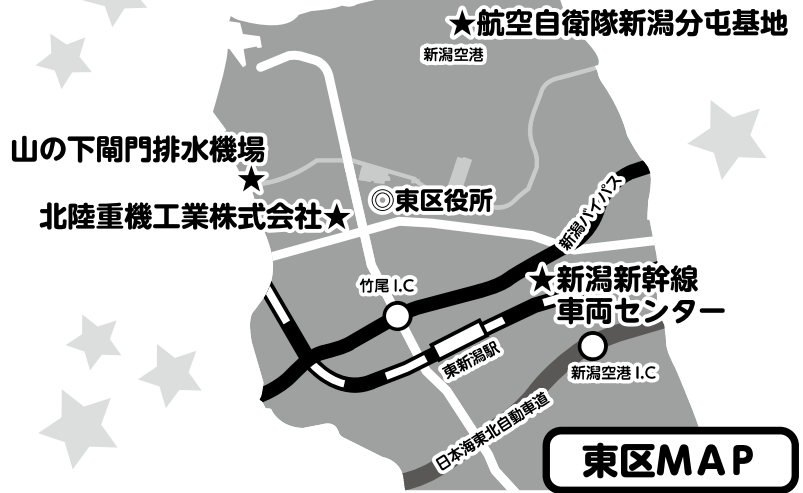 ★航空自衛隊新潟分屯基地
新潟空港
山の下閘門排水機場
★
北陸重機工業株式会社★
◎東区役所
新潟バイパス
★新潟新幹線
車両センター
竹尾I.C
東新潟駅
新潟空港I.C
日本海東北自動車道
東区MAP